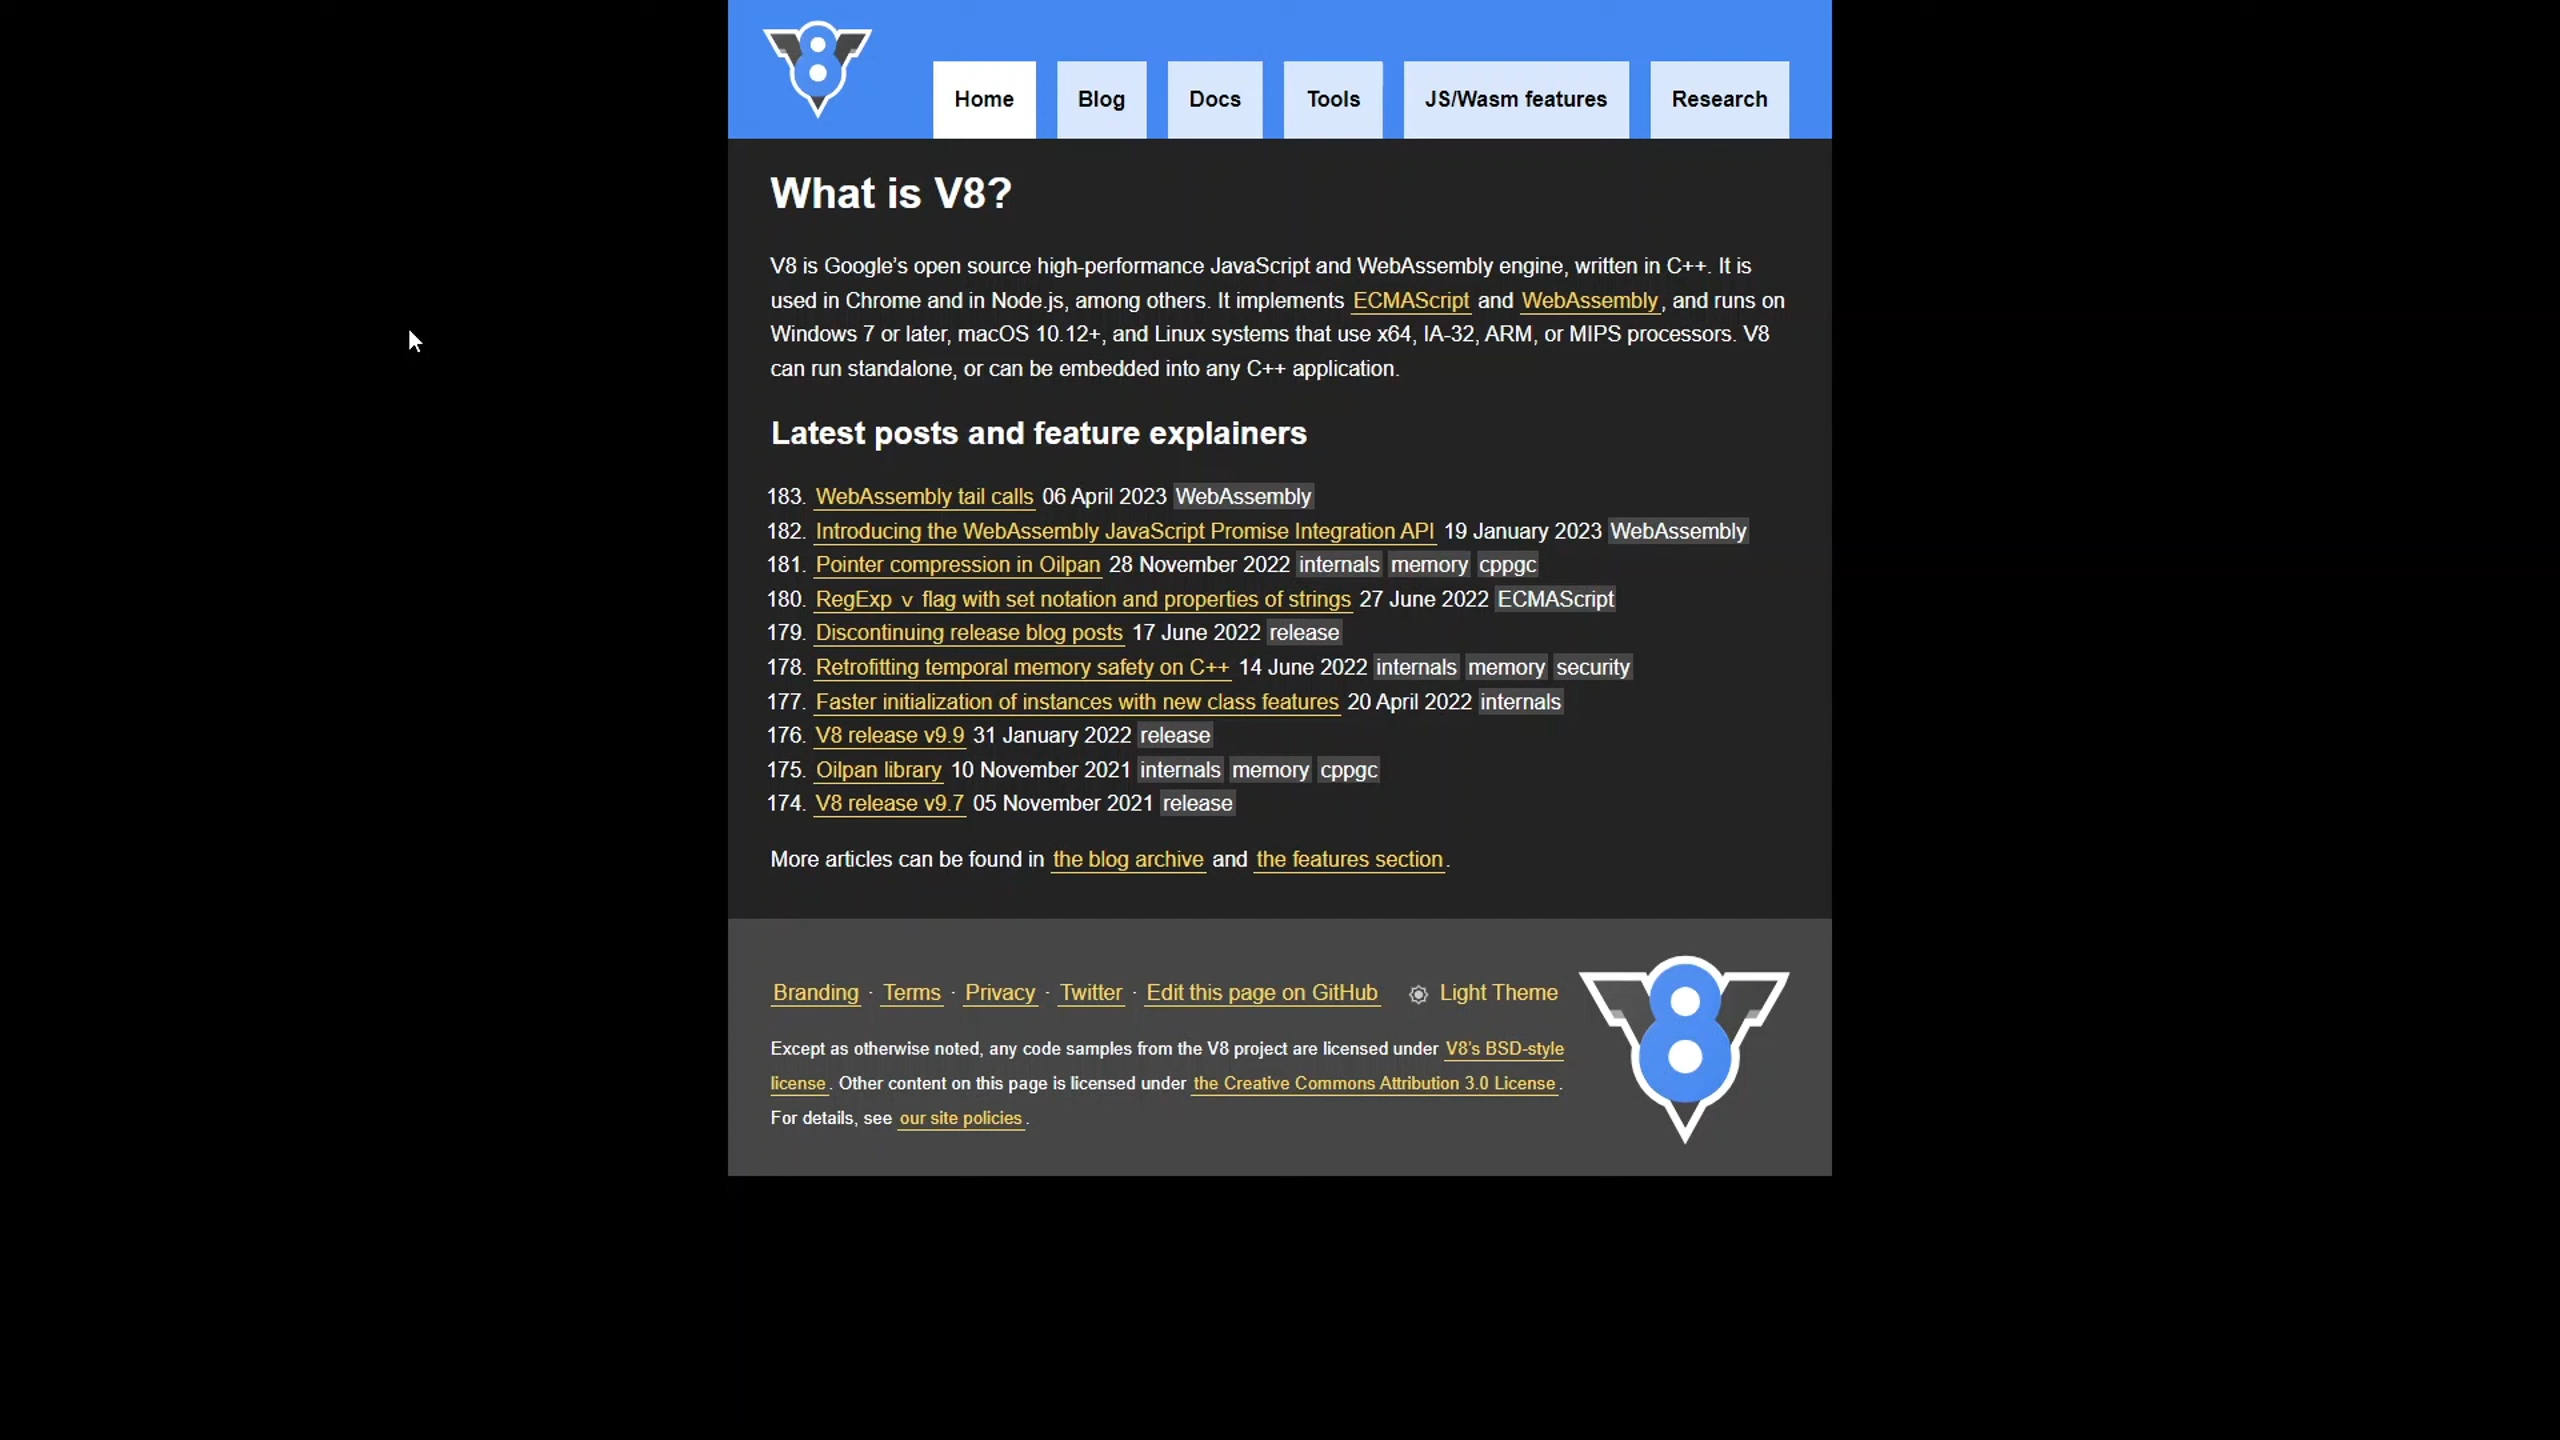 8
Home Blog Docs Tools JS/Wasm features Research
What is V8?
V8 is Google's open source high-performance JavaScript and WebAssembly engine, written in C++. It is
used in Chrome and in Node.js, among others. It implements ECMAScript and WebAssembly, and runs on
Windows 7 or later, macOS 10.12+, and Linux systems that use x64, IA-32, ARM, or MIPS processors. V8
can run standalone, or can be embedded into any C++ application.
Latest posts and feature explainers
183. WebAssembly tail calls 06 April 2023 WebAssembly
182. Introducing the WebAssembly JavaScript Promise Integration API 19 January 2023 WebAssembly
181. Pointer compression in Oilpan 28 November 2022 internals memory cppgc
180. RegExp v flag with set notation and properties of strings 27 June 2022 ECMAScript
179. Discontinuing release blog posts 17 June 2022 release
178. Retrofitting temporal memory safety on C++ 14 June 2022 internals memory security
177. Faster initialization of instances with new class features 20 April 2022 internals
176. V8 release v9.9 31 January 2022 release
175. Oilpan library 10 November 2021 internals memory cppgc
174. V8 release v9.7 05 November 2021 release
More articles can be found in the blog archive and the features section.
Branding · Terms · Privacy · Twitter · Edit this page on GitHub Light Theme
Except as otherwise noted, any code samples from the V8 project are licensed under V8's BSD-style
license. Other content on this page is licensed under the Creative Commons Attribution 3.0 License.
For details, see our site policies.
8